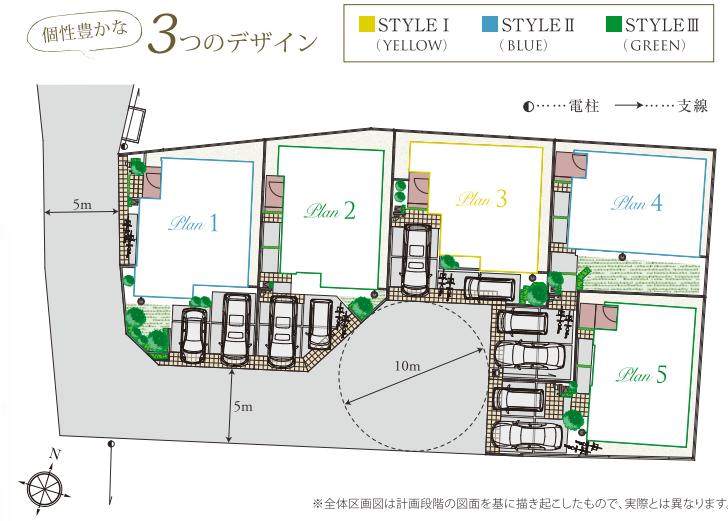 個性豊かな
3つのデザイン
STYLE I
(YELLOW)
STYLE II
(BLUE)
STYLE III
(GREEN)
……電柱
……支線
5m
Plan 1
Plan 2
Plan 3
Plan 4
10m
Plan 5
5m
N
※全体区画図は計画段階の図面を基に描き起こしたもので、実際とは異なります。